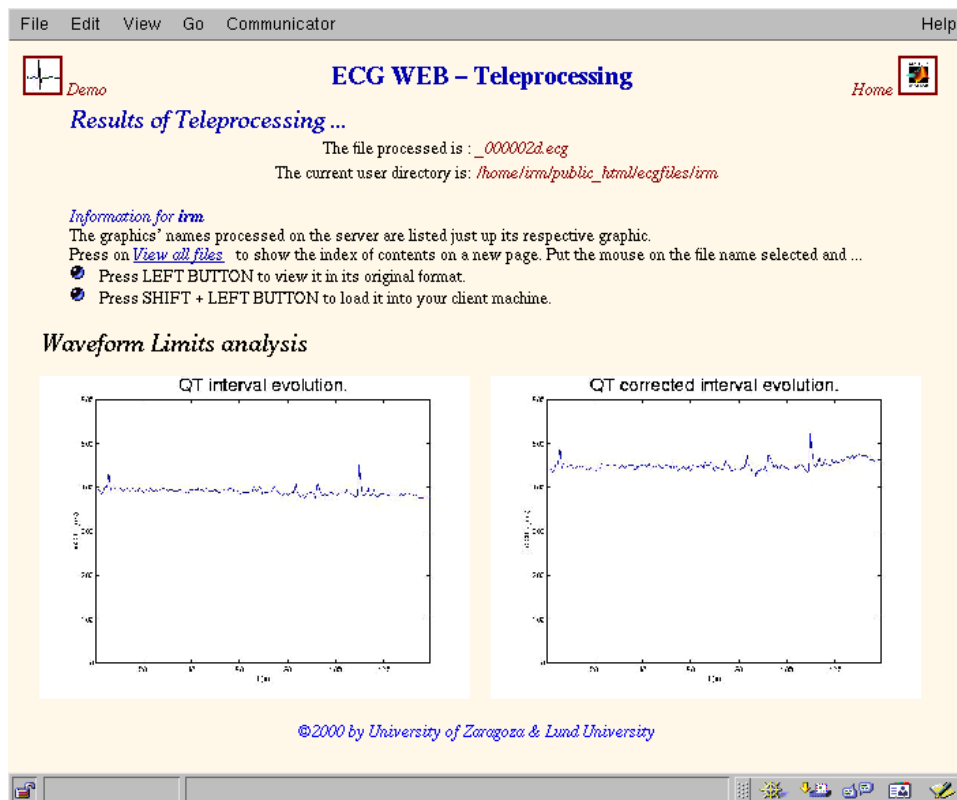 File Edit View Go Communicator Help
ECG WEB – Teleprocessing
Demo
Home
Results of Teleprocessing ...
The file processed is : _000002d.ecg
The current user directory is: /home/irm/public_html/ecgfiles/irm
Information for irm
The graphics' names processed on the server are listed just up its respective graphic.
Press on View all files to show the index of contents on a new page. Put the mouse on the file name selected and ...
Press LEFT BUTTON to view it in its original format.
Press SHIFT + LEFT BUTTON to load it into your client machine.
Waveform Limits analysis
QT interval evolution.
QT corrected interval evolution.
©2000 by University of Zaragoza & Lund University